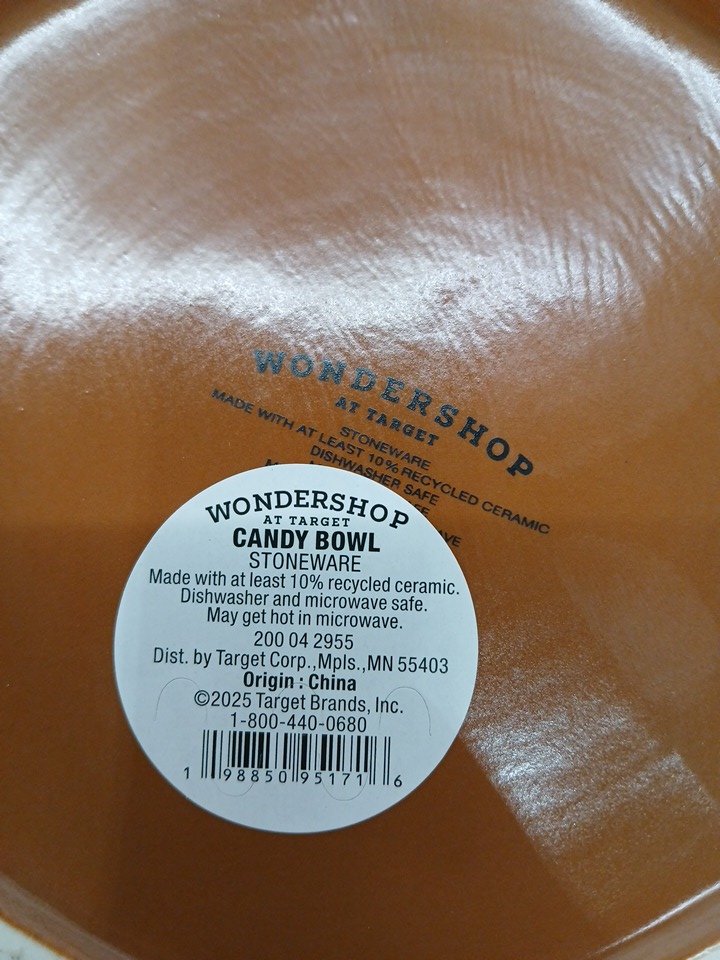 WONDERSHOP
AT TARGET
STONEWARE
MADE WITH AT LEAST 10% RECYCLED CERAMIC
DISHWASHER SAFE
WONDERSHOP
AT TARGET
CANDY BOWL
STONEWARE
Made with at least 10% recycled ceramic.
Dishwasher and microwave safe.
May get hot in microwave.
200 04 2955
Dist. by Target Corp.,Mpls.,MN 55403
Origin : China
©2025 Target Brands, Inc.
1-800-440-0680
1 98850 95171 6